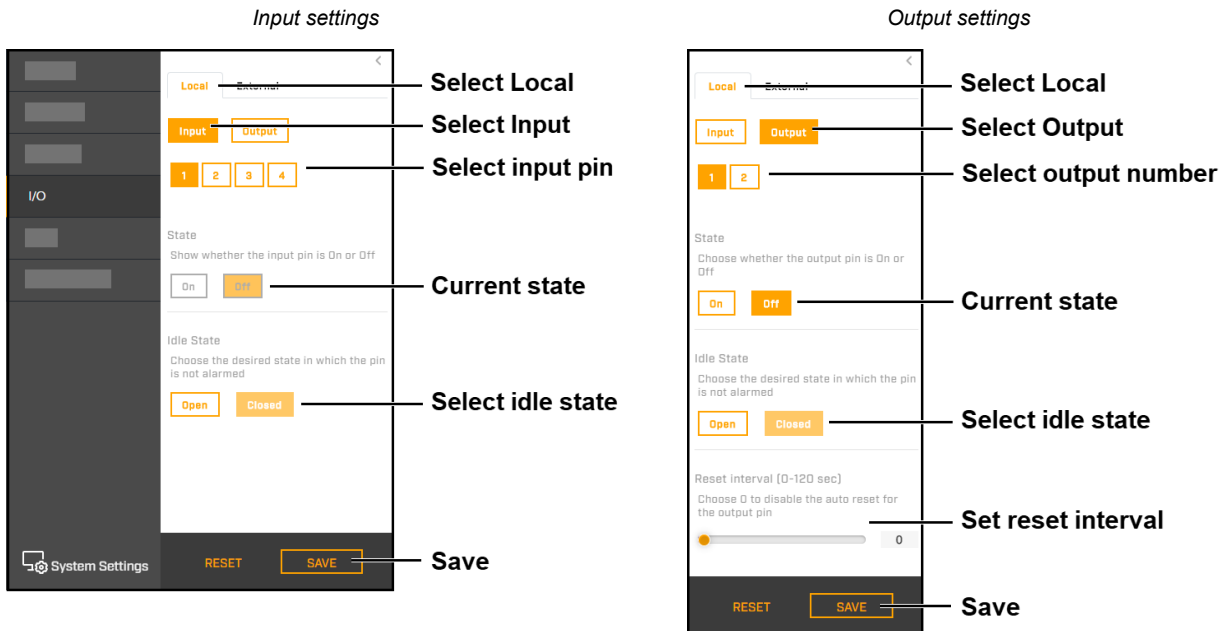 Input settings
Local External
Select Local
Input Output
Select Input
1 2 3 4
Select input pin
I/O
State
Show whether the input pin is On or Off
On Off
Current state
Idle State
Choose the desired state in which the pin
is not alarmed
Open Closed
Select idle state
System Settings
RESET SAVE
Save
Output settings
Local External
Select Local
Input Output
Select Output
1 2
Select output number
State
Choose whether the output pin is On or
Off
On Off
Current state
Idle State
Choose the desired state in which the pin
is not alarmed
Open Closed
Select idle state
Reset interval (0-120 sec)
Choose 0 to disable the auto reset for
the output pin
0
Set reset interval
RESET SAVE
Save